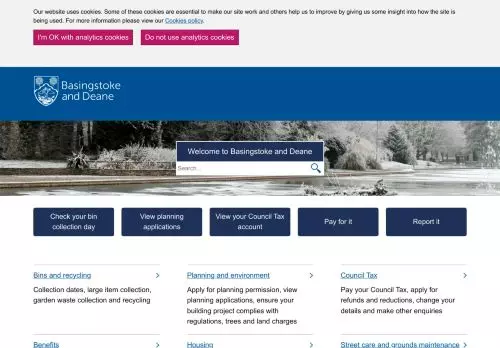 Our website uses cookies. Some of these cookies are essential to make our site work and others help us to improve by giving us some insight into how the site is
being used. For more information please view our Cookies policy.
I'm OK with analytics cookies
Do not use analytics cookies
Basingstoke
and Deane
Welcome to Basingstoke and Deane
Search...
Check your bin
collection day
View planning
applications
View your Council Tax
account
Pay for it
Report it
Bins and recycling
Collection dates, large item collection,
garden waste collection and recycling
Planning and environment
Apply for planning permission, view
planning applications, ensure your
building project complies with
regulations, trees and land charges
Council Tax
Pay your Council Tax, apply for
refunds and reductions, change your
details and make other enquiries
Benefits
Housing
Street care and grounds maintenance